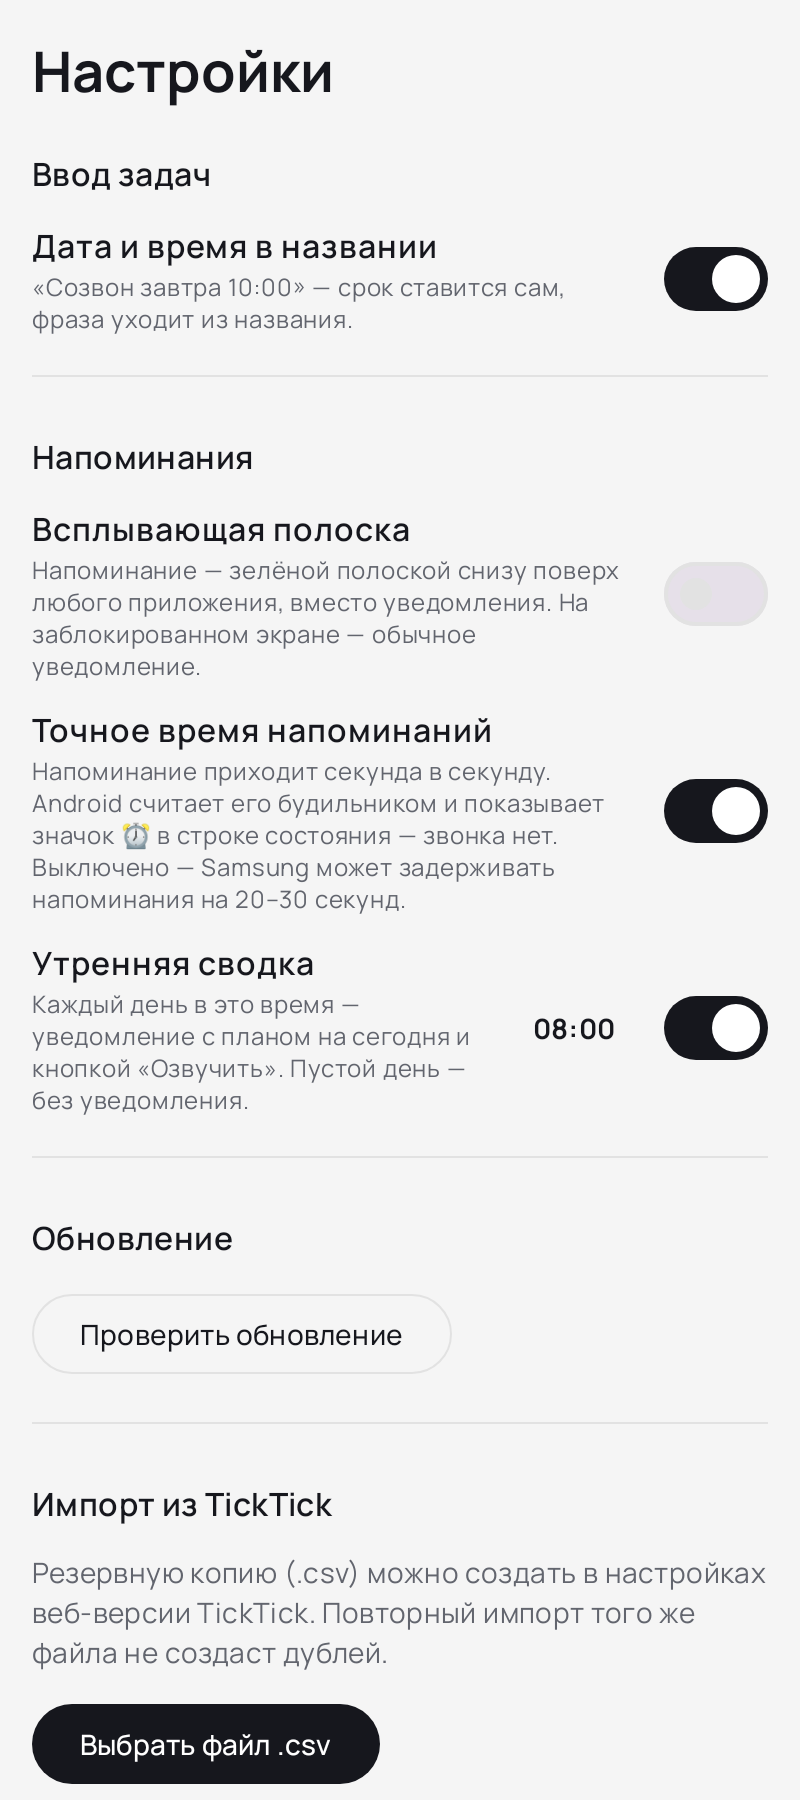 Настройки
Ввод задач
Дата и время в названии
«Созвон завтра 10:00» — срок ставится сам,
фраза уходит из названия.
Напоминания
Всплывающая полоска
Напоминание — зелёной полоской снизу поверх
любого приложения, вместо уведомления. На
заблокированном экране — обычное
уведомление.
Точное время напоминаний
Напоминание приходит секунда в секунду.
Android считает его будильником и показывает
значок ⏰ в строке состояния — звонка нет.
Выключено — Samsung может задерживать
напоминания на 20–30 секунд.
Утренняя сводка
Каждый день в это время —
уведомление с планом на сегодня и
кнопкой «Озвучить». Пустой день —
без уведомления.
08:00
Обновление
Проверить обновление
Импорт из TickTick
Резервную копию (.csv) можно создать в настройках
веб-версии TickTick. Повторный импорт того же
файла не создаст дублей.
Выбрать файл .csv